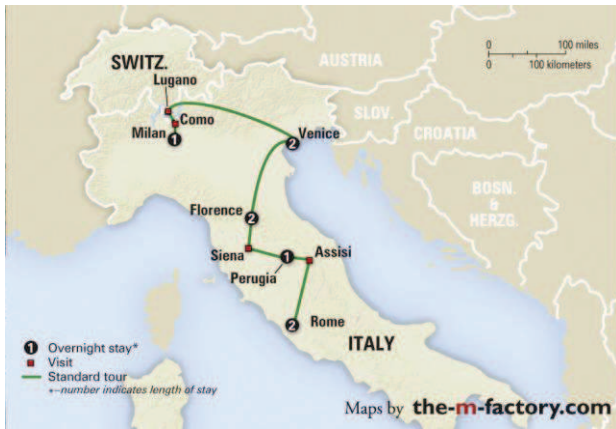 AUSTRIA
0 100 miles
0 100 kilometers
SWITZ.
Lugano
Como
Milan
1
SLOV.
CROATIA
Venice
2
BOSN.
&
HERZG.
Florence
2
Siena
1
Assisi
Perugia
2
Rome
ITALY
1 Overnight stay*
Visit
Standard tour
*–number indicates length of stay
Maps by the-m-factory.com